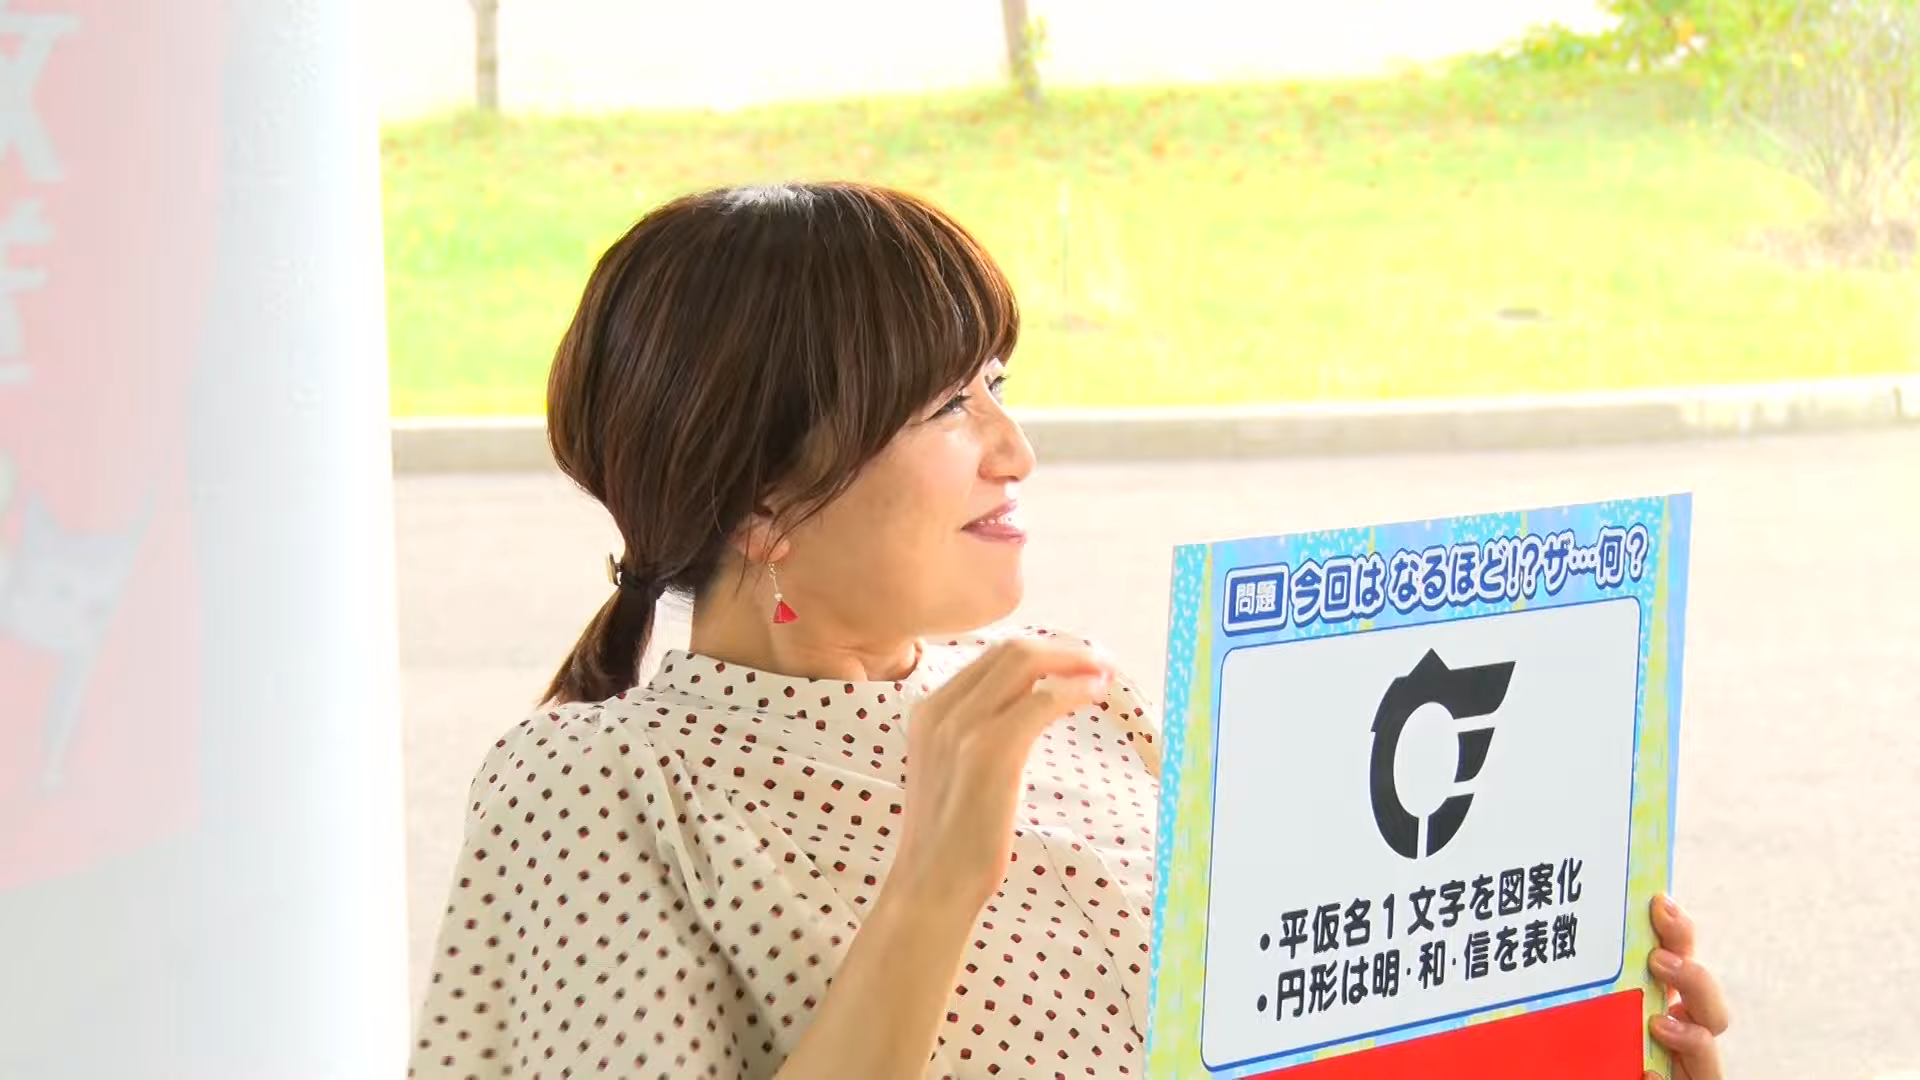 問題 今回は なるほど!?ザ…何?
・平仮名1文字を図案化
・円形は明・和・信を表徴